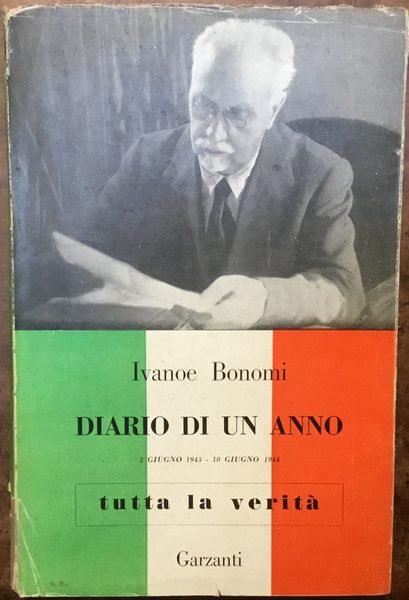 Ivanoe Bonomi
DIARIO DI UN ANNO
2 GIUGNO 1943 - 10 GIUGNO 1944
tutta la verità
Garzanti